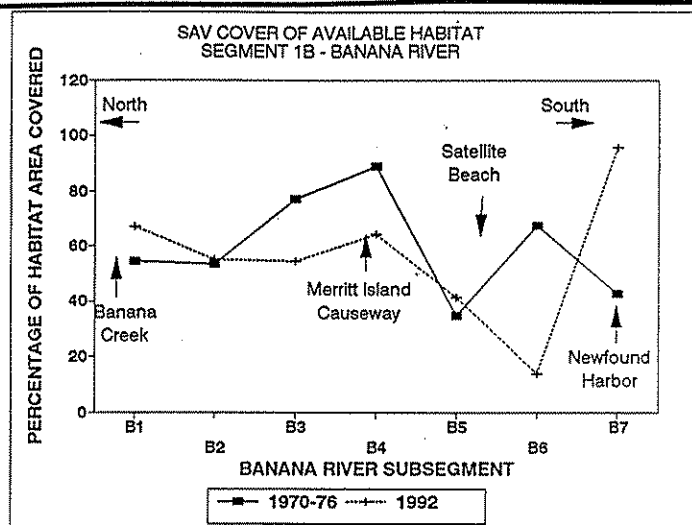 SAV COVER OF AVAILABLE HABITAT
SEGMENT 1B - BANANA RIVER
PERCENTAGE OF HABITAT AREA COVERED
120
100
80
60
40
20
0
North
South
Satellite
Beach
Banana
Creek
Merritt Island
Causeway
Newfound
Harbor
B1
B2
B3
B4
B5
B6
B7
BANANA RIVER SUBSEGMENT
1970-76
1992